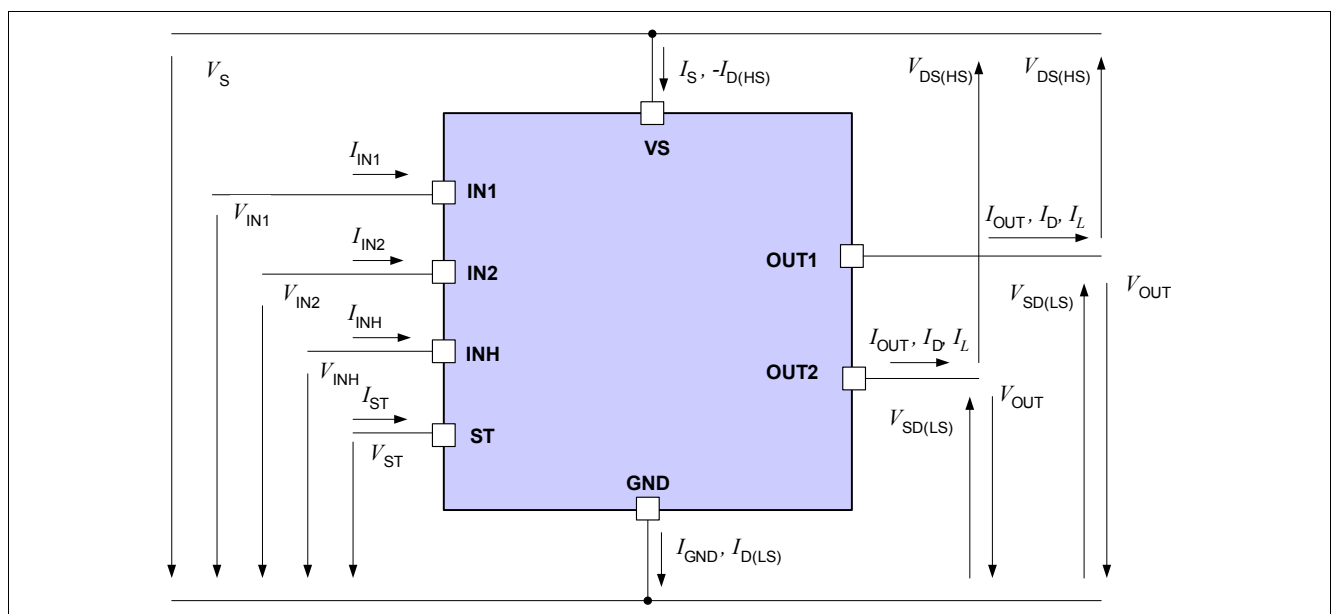 V_S
I_S, -I_D(HS)
V_DS(HS)
V_DS(HS)
VS
I_IN1
IN1
V_IN1
I_IN2
IN2
V_IN2
I_OUT, I_D, I_L
OUT1
V_SD(LS)
V_OUT
I_INH
INH
V_INH
I_OUT, I_D, I_L
OUT2
V_SD(LS)
V_OUT
I_ST
ST
V_ST
GND
I_GND, I_D(LS)